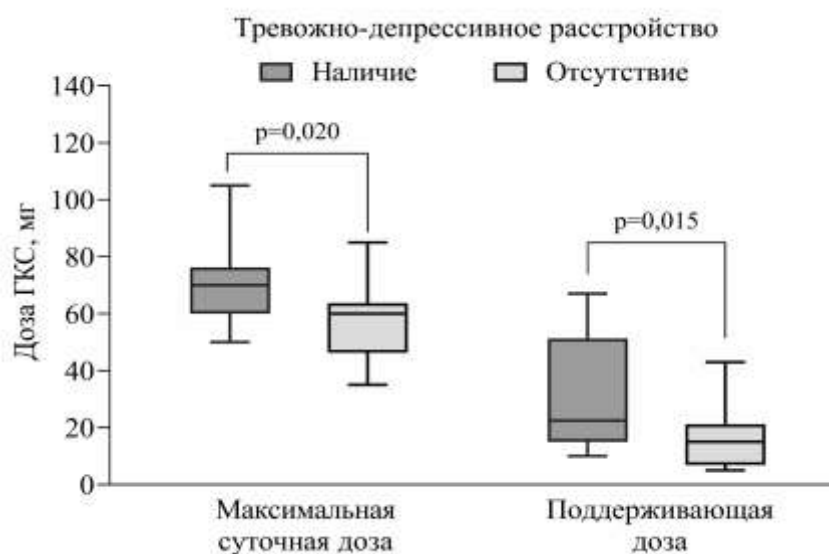 Тревожно-депрессивное расстройство
Наличие
Отсутствие
Доза ГКС, мг
140
120
100
80
60
40
20
0
p=0,020
p=0,015
Максимальная
суточная доза
Поддерживающая
доза